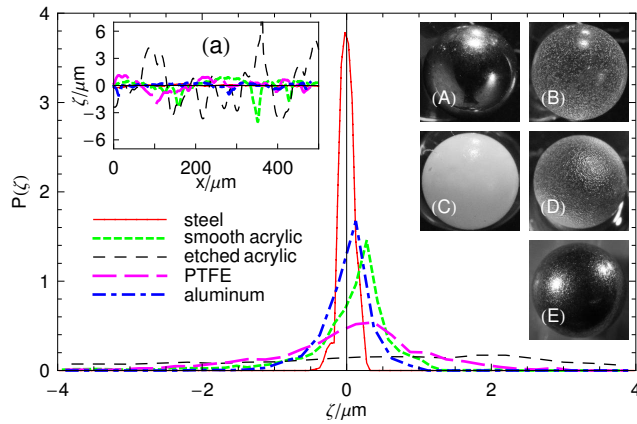 (a)
6
3
0
−3
−6
ζ/μm
0
200
400
x/μm
(A)
(B)
(C)
(D)
(E)
4
3
2
1
0
P(ζ)
steel
smooth acrylic
etched acrylic
PTFE
aluminum
−4
−2
0
2
4
ζ/μm